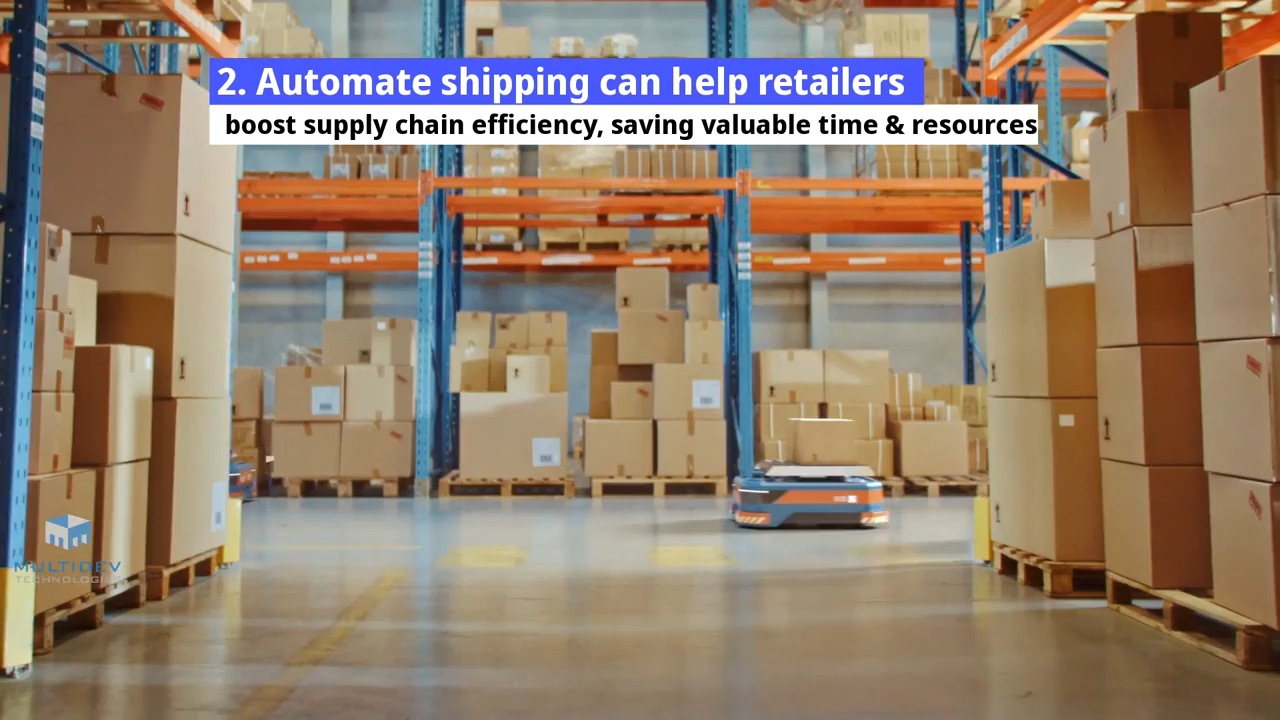 2. Automate shipping can help retailers
boost supply chain efficiency, saving valuable time & resources
MULTIDEV
TECHNOLOGIES